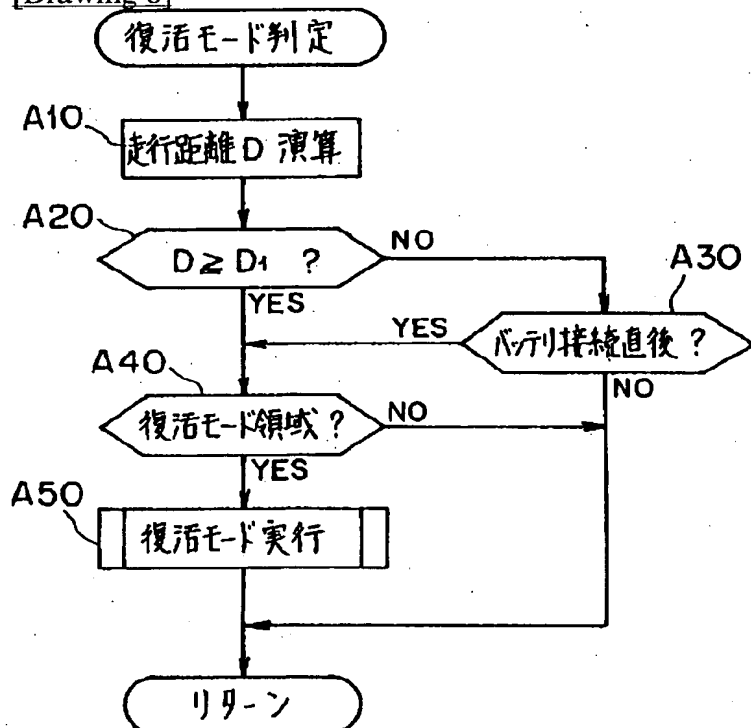 復活モード判定
A10
走行距離D 演算
A20
D≧D1 ?
NO
A30
YES
YES
バッテリ接続直後?
A40
NO
復活モード領域?
NO
YES
A50
復活モード実行
リターン